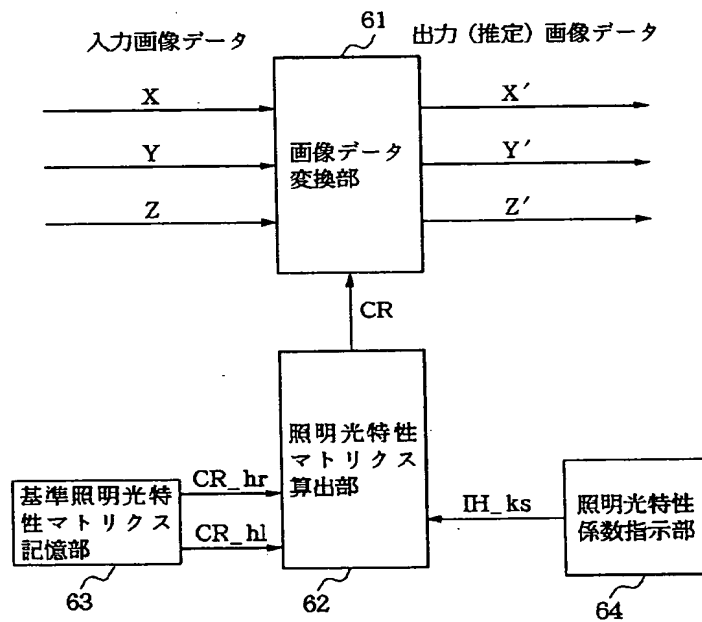 入力画像データ
61
出力（推定）画像データ
X
X′
Y
画像データ
変換部
Y′
Z
Z′
CR
照明光特性
マトリクス
算出部
基準照明光特
性マトリクス
記憶部
CR_hr
CR_hl
IH_ks
照明光特性
係数指示部
63
62
64